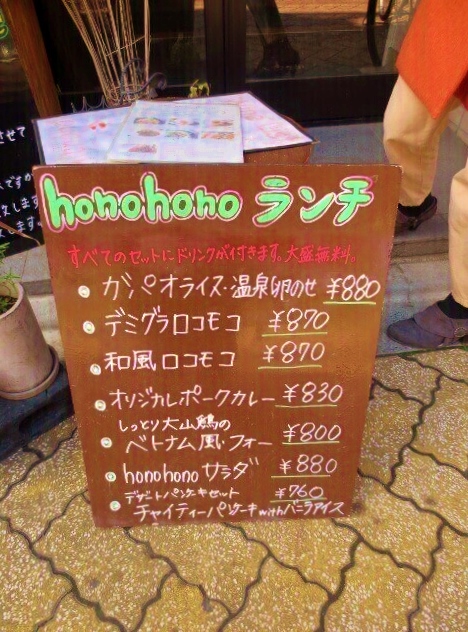 honohono ランチ
すべてのセットにドリンクが付きます。大盛無料。
ガパオライス・温泉卵のせ ¥880
デミグラロコモコ ¥870
和風ロコモコ ¥870
オリジナルポークカレー ¥830
しっとり大山鶏の
ベトナム風フォー ¥800
honohono サラダ ¥880
デザートパンケーキセット ¥760
チャイティーパンケーキwithバニラアイス